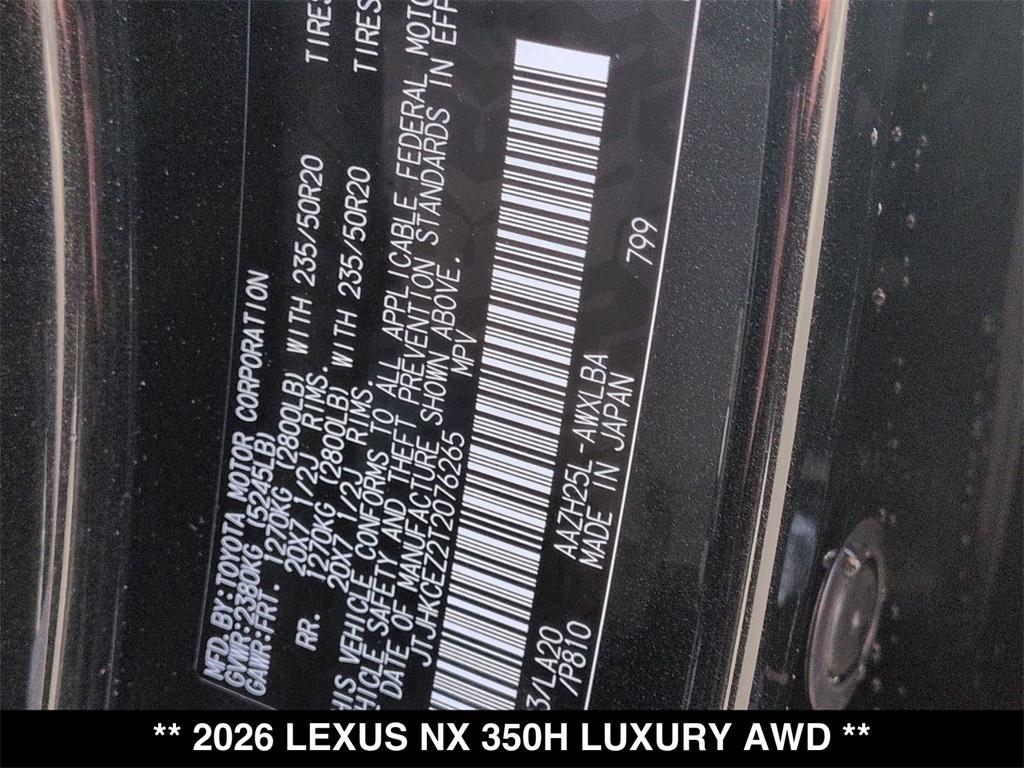 MFD. BY: TOYOTA MOTOR CORPORATION
GVWR: 2380KG (5245LB)
GAWR: FRT. 1270KG (2800LB) WITH 235/50R20 TIRES
20X7 1/2J RIMS.
RR. 1270KG (2800LB) WITH 235/50R20 TIRES
20X7 1/2J RIMS.
HIS VEHICLE CONFORMS TO ALL APPLICABLE FEDERAL MOTO
HICLE SAFETY AND THEFT PREVENTION STANDARDS IN EFF
DATE OF MANUFACTURE SHOWN ABOVE.
JTJHKCEZ2T2076265 MPV
3/LA20 AAZH25L-AWXLBA 799
/P810 MADE IN JAPAN
** 2026 LEXUS NX 350H LUXURY AWD **